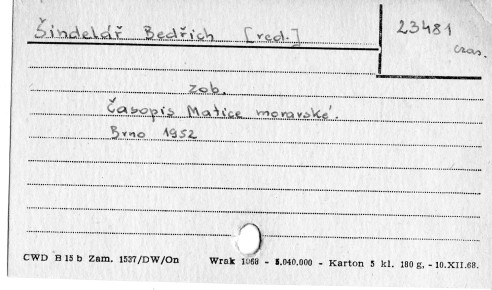 Šindelář Bedřich [red.]
23481
czas.
zob.
Časopis Matice moravské.
Brno 1952
CWD B 15 b Zam. 1537/DW/On Wrak 1068 - 5.040.000 - Karton 5 kl. 180 g, - 10.XII.68.